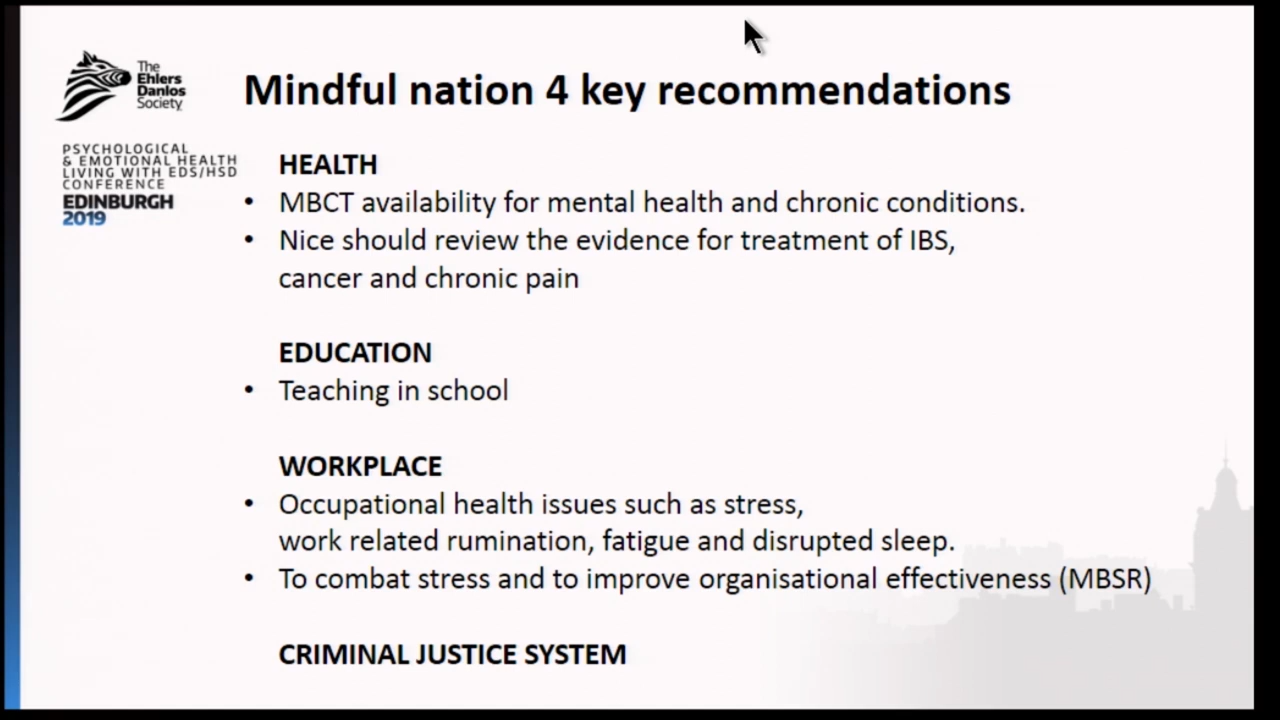 The
Ehlers
Danlos
Society
Mindful nation 4 key recommendations
PSYCHOLOGICAL
& EMOTIONAL HEALTH
LIVING WITH EDS/HSD
CONFERENCE
EDINBURGH
2019
HEALTH
• MBCT availability for mental health and chronic conditions.
• Nice should review the evidence for treatment of IBS,
cancer and chronic pain
EDUCATION
• Teaching in school
WORKPLACE
• Occupational health issues such as stress,
work related rumination, fatigue and disrupted sleep.
• To combat stress and to improve organisational effectiveness (MBSR)
CRIMINAL JUSTICE SYSTEM